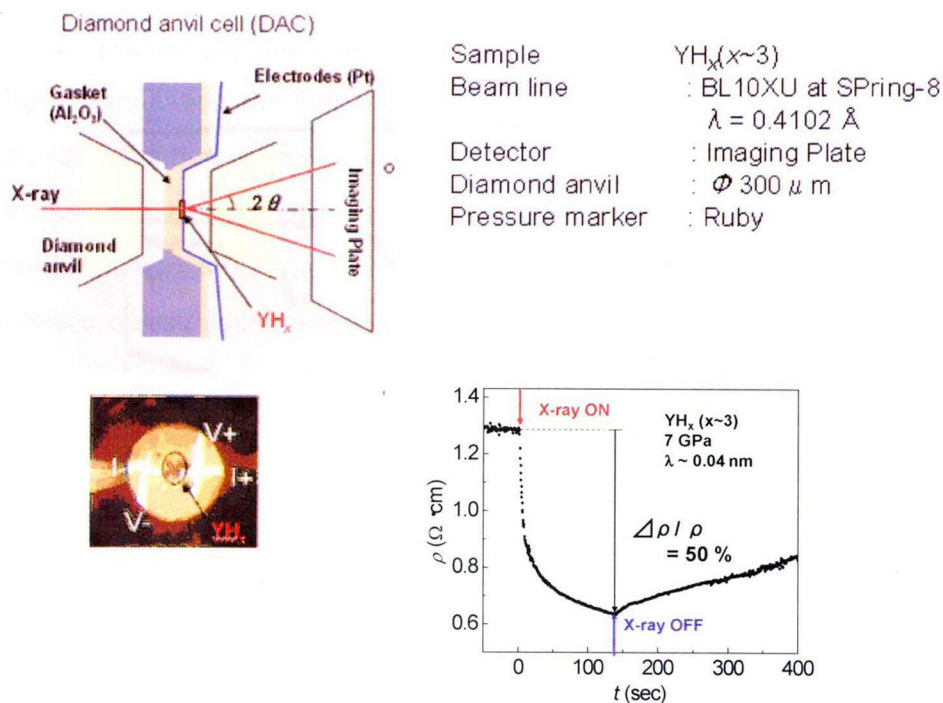 Diamond anvil cell (DAC)
Electrodes (Pt)
Gasket
(Al₂O₃)
X-ray
2θ
Imaging Plate
Diamond
anvil
YHₓ
Sample YHₓ(x~3)
Beam line : BL10XU at SPring-8
λ = 0.4102 Å
Detector : Imaging Plate
Diamond anvil : Φ 300 μ m
Pressure marker : Ruby
V+
I-
I+
V-
YHₓ
1.4
1.2
1.0
0.8
0.6
ρ (Ω·cm)
X-ray ON
YHₓ (x~3)
7 GPa
λ ~ 0.04 nm
⊿ρ / ρ
= 50 %
X-ray OFF
0 100 200 300 400
t (sec)